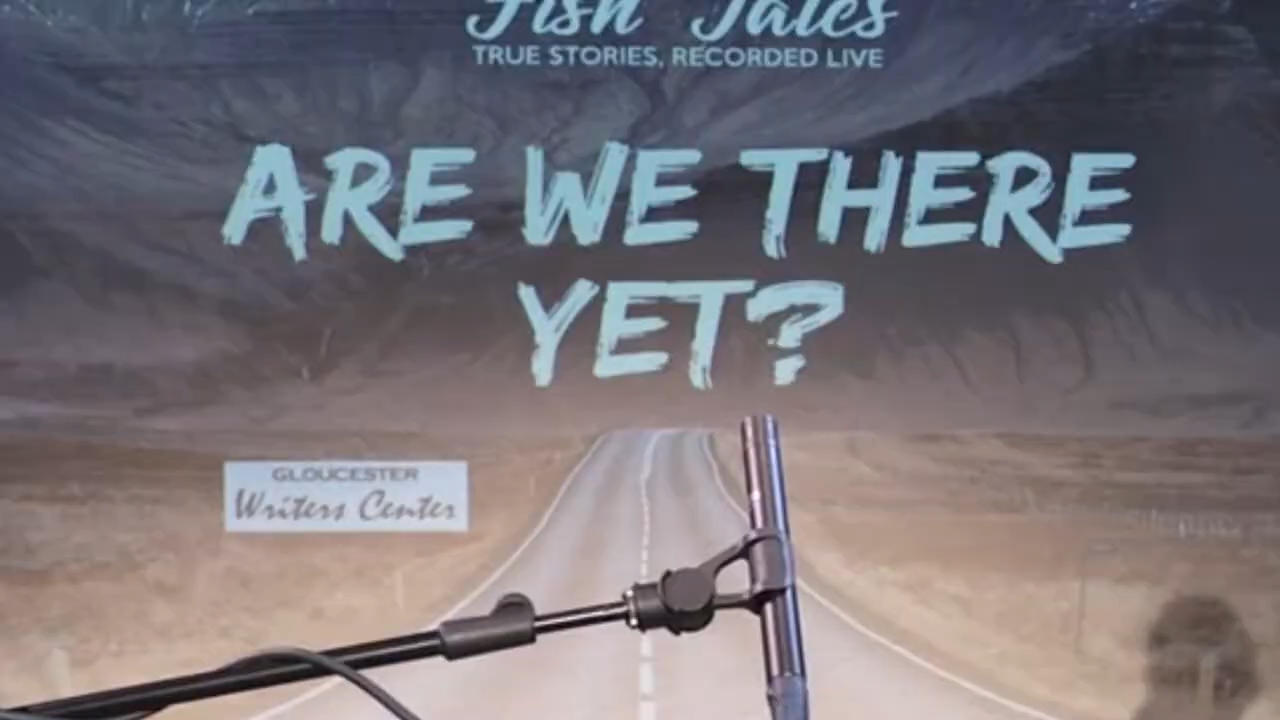 Fish Tales
TRUE STORIES, RECORDED LIVE
ARE WE THERE
YET?
GLOUCESTER
Writers Center